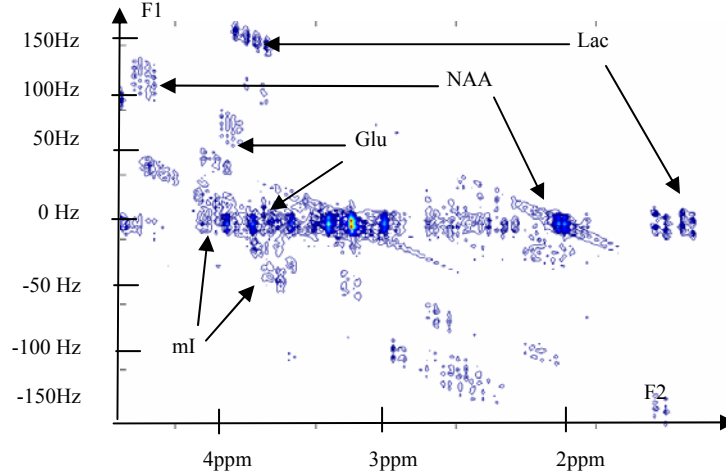 F1
150Hz
Lac
NAA
100Hz
50Hz
Glu
0 Hz
-50 Hz
mI
-100 Hz
-150Hz
F2
4ppm
3ppm
2ppm